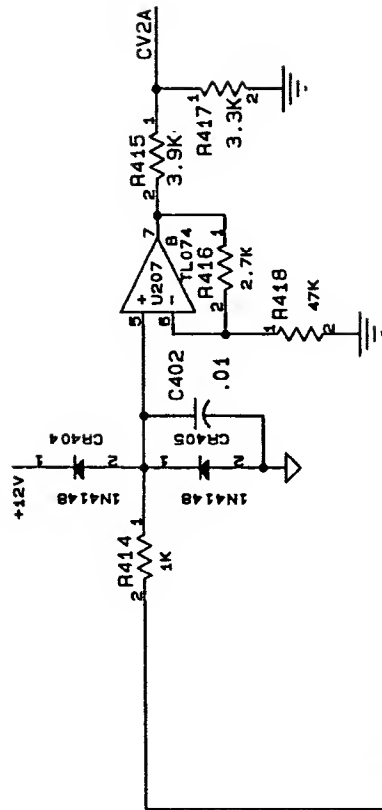 CV2A
R415
3.9K
2
1
R417
3.3K
1
2
7
B
U207
TL074
+
-
5
6
R416
2.7K
2
1
R418
47K
1
2
C402
.01
+12V
CR404
1N4148
1
2
CR405
1N4148
1
2
R414
1K
2
1